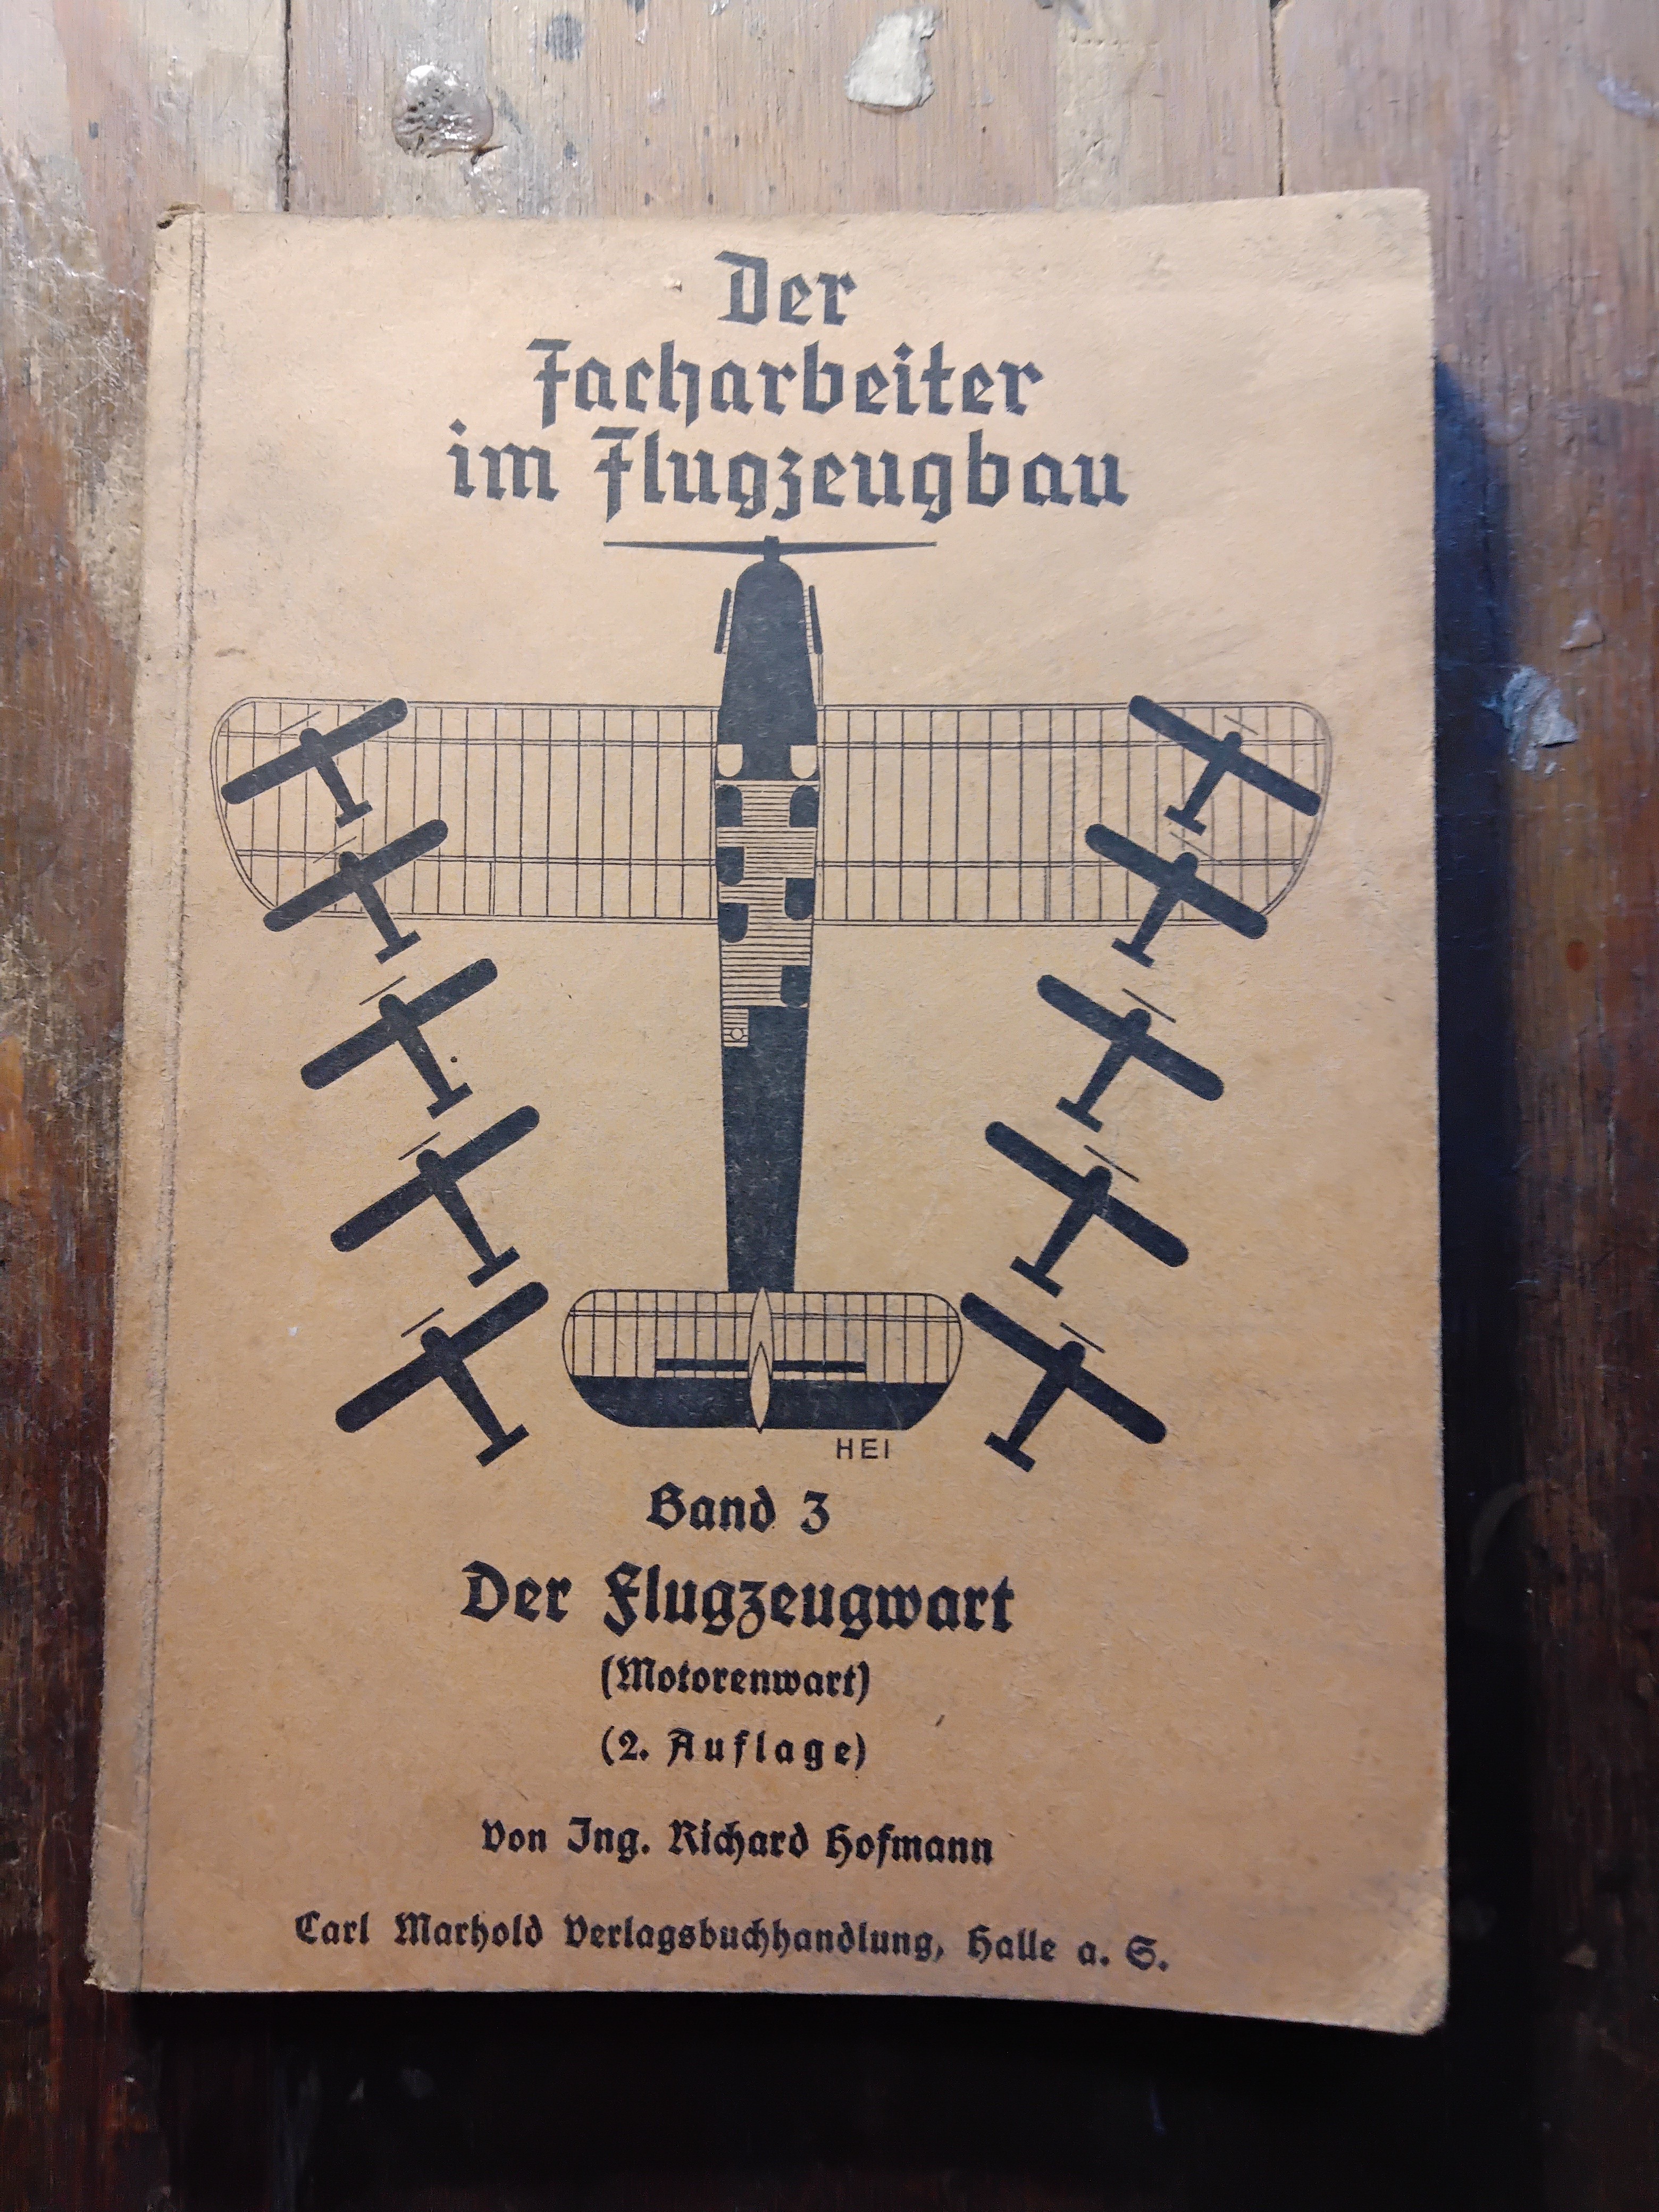 Der
Facharbeiter
im Flugzeugbau
HEI
Band 3
Der Flugzeugwart
(Motorenwart)
(2. Auflage)
Von Ing. Richard Hofmann
Carl Marhold Verlagsbuchhandlung, Halle a. S.